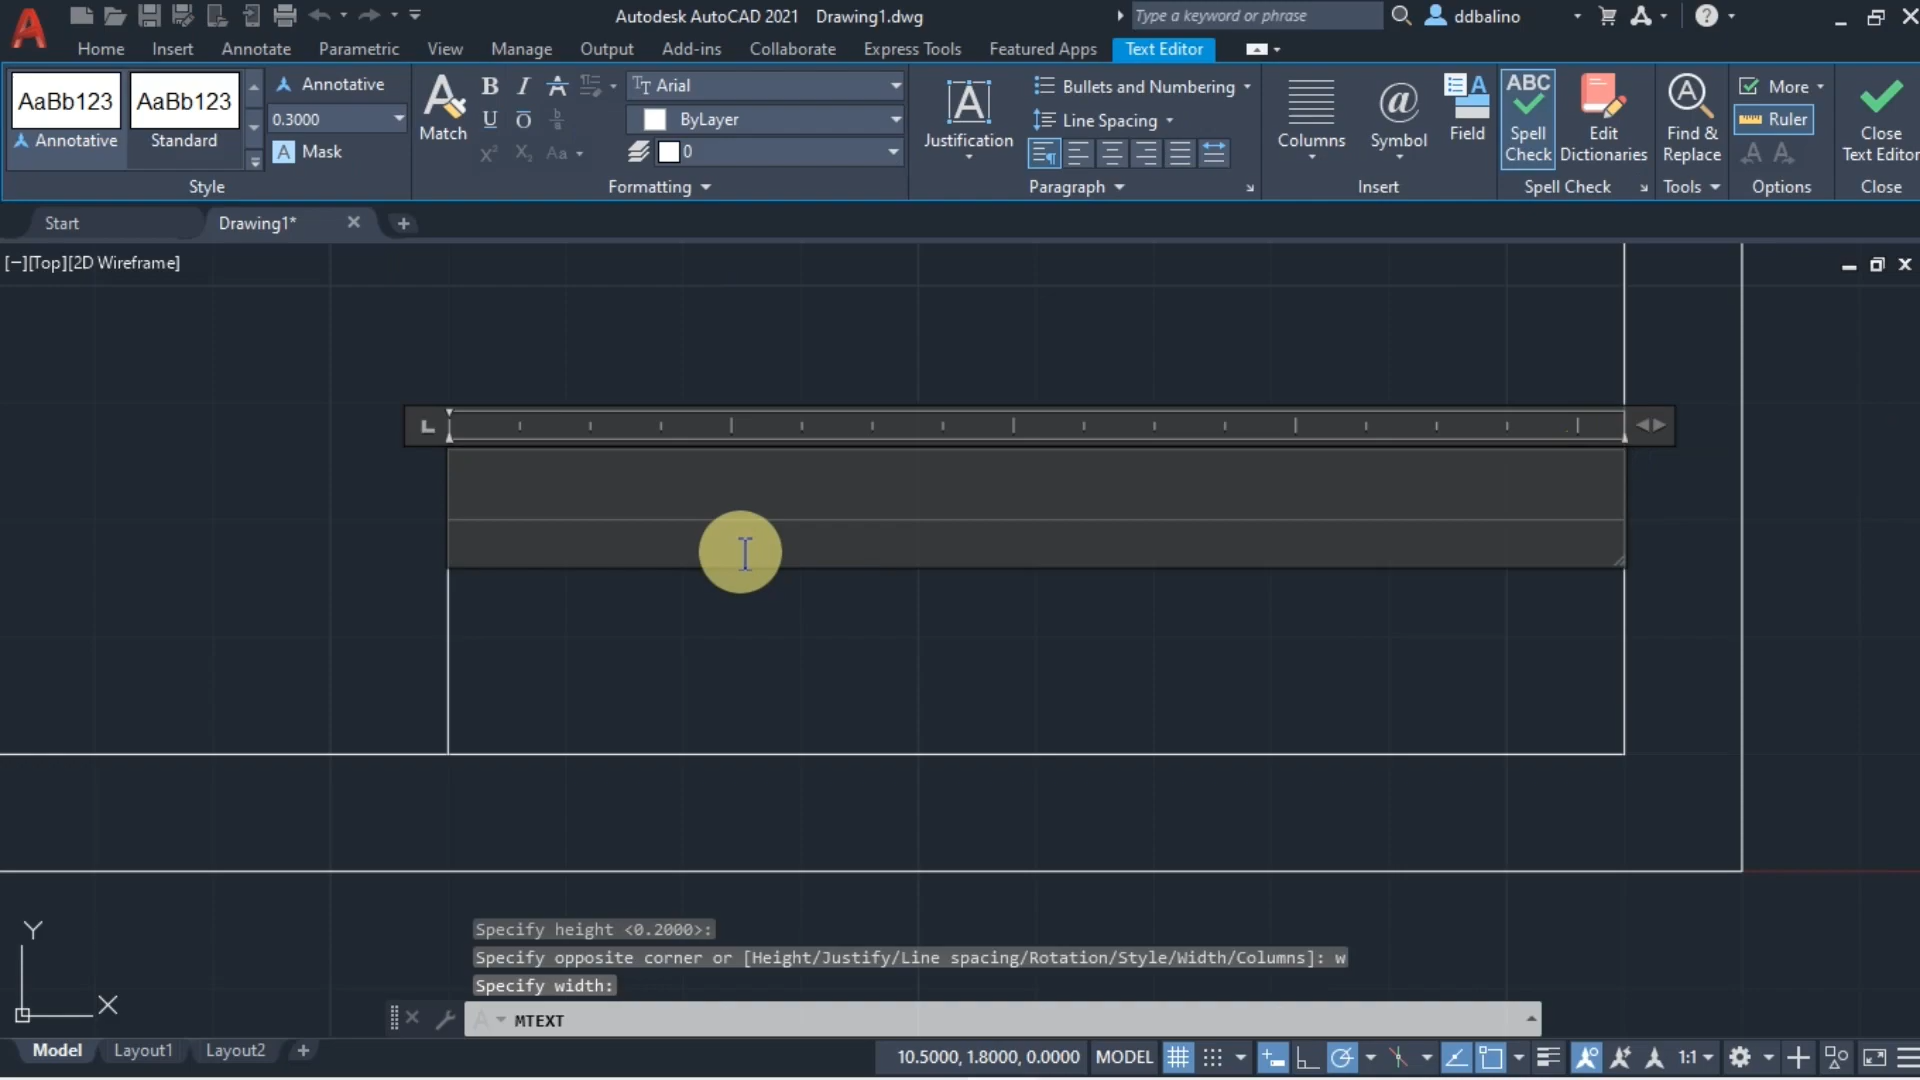 Autodesk AutoCAD 2021 Drawing1.dwg
Type a keyword or phrase
ddbalino
Home Insert Annotate Parametric View Manage Output Add-ins Collaborate Express Tools Featured Apps Text Editor
AaBb123 AaBb123
Annotative Standard
Annotative
0.3000
A Mask
Style
Match
B I A
U O b/a
X² X₂ Aa
Arial
ByLayer
0
Formatting
A
Justification
Bullets and Numbering
Line Spacing
Paragraph
Columns
@
Symbol
A
Field
Insert
ABC
Spell
Check
Edit
Dictionaries
Spell Check
Find &
Replace
Tools
More
Ruler
Options
Close
Text Editor
Close
Start Drawing1*
[−][Top][2D Wireframe]
Y
X
Specify height <0.2000>:
Specify opposite corner or [Height/Justify/Line spacing/Rotation/Style/Width/Columns]: w
Specify width:
MTEXT
Model Layout1 Layout2 +
10.5000, 1.8000, 0.0000 MODEL 1:1